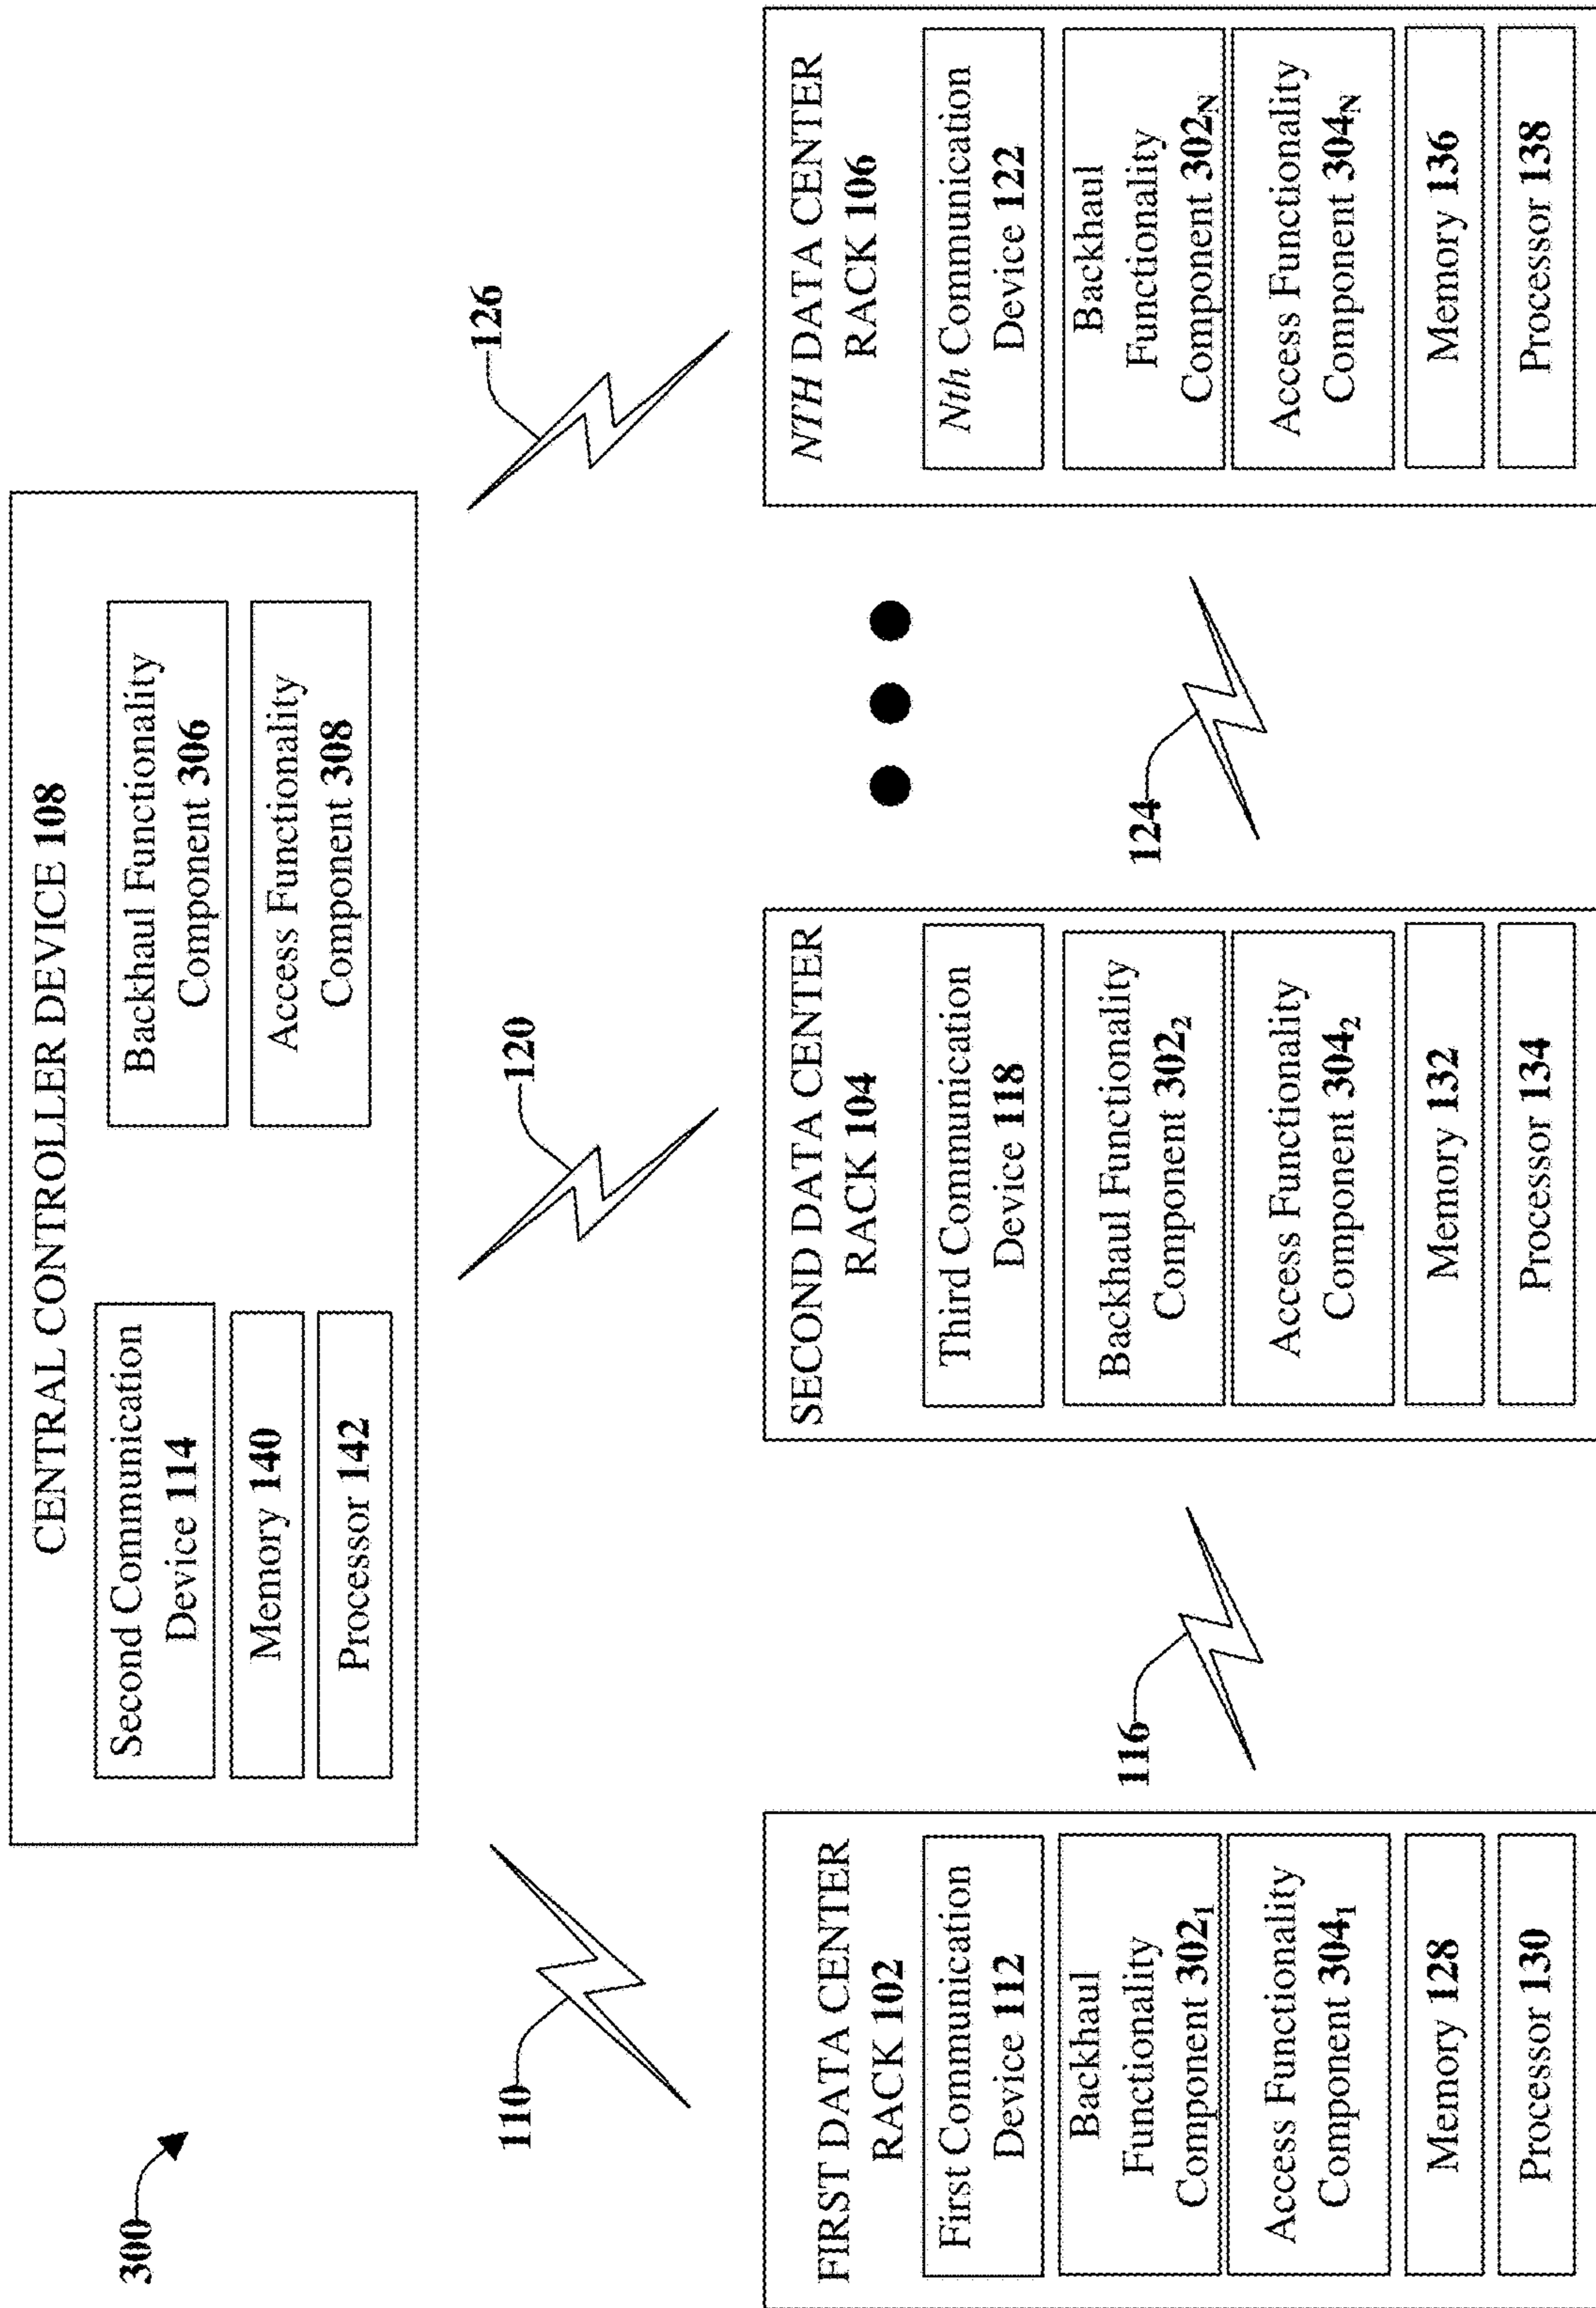 300
CENTRAL CONTROLLER DEVICE 108
Second Communication
Device 114
Memory 140
Processor 142
Backhaul Functionality
Component 306
Access Functionality
Component 308
110
120
126
FIRST DATA CENTER
RACK 102
First Communication
Device 112
Backhaul
Functionality
Component 302₁
Access Functionality
Component 304₁
Memory 128
Processor 130
116
SECOND DATA CENTER
RACK 104
Third Communication
Device 118
Backhaul Functionality
Component 302₂
Access Functionality
Component 304₂
Memory 132
Processor 134
124
NTH DATA CENTER
RACK 106
Nth Communication
Device 122
Backhaul
Functionality
Component 302N
Access Functionality
Component 304N
Memory 136
Processor 138